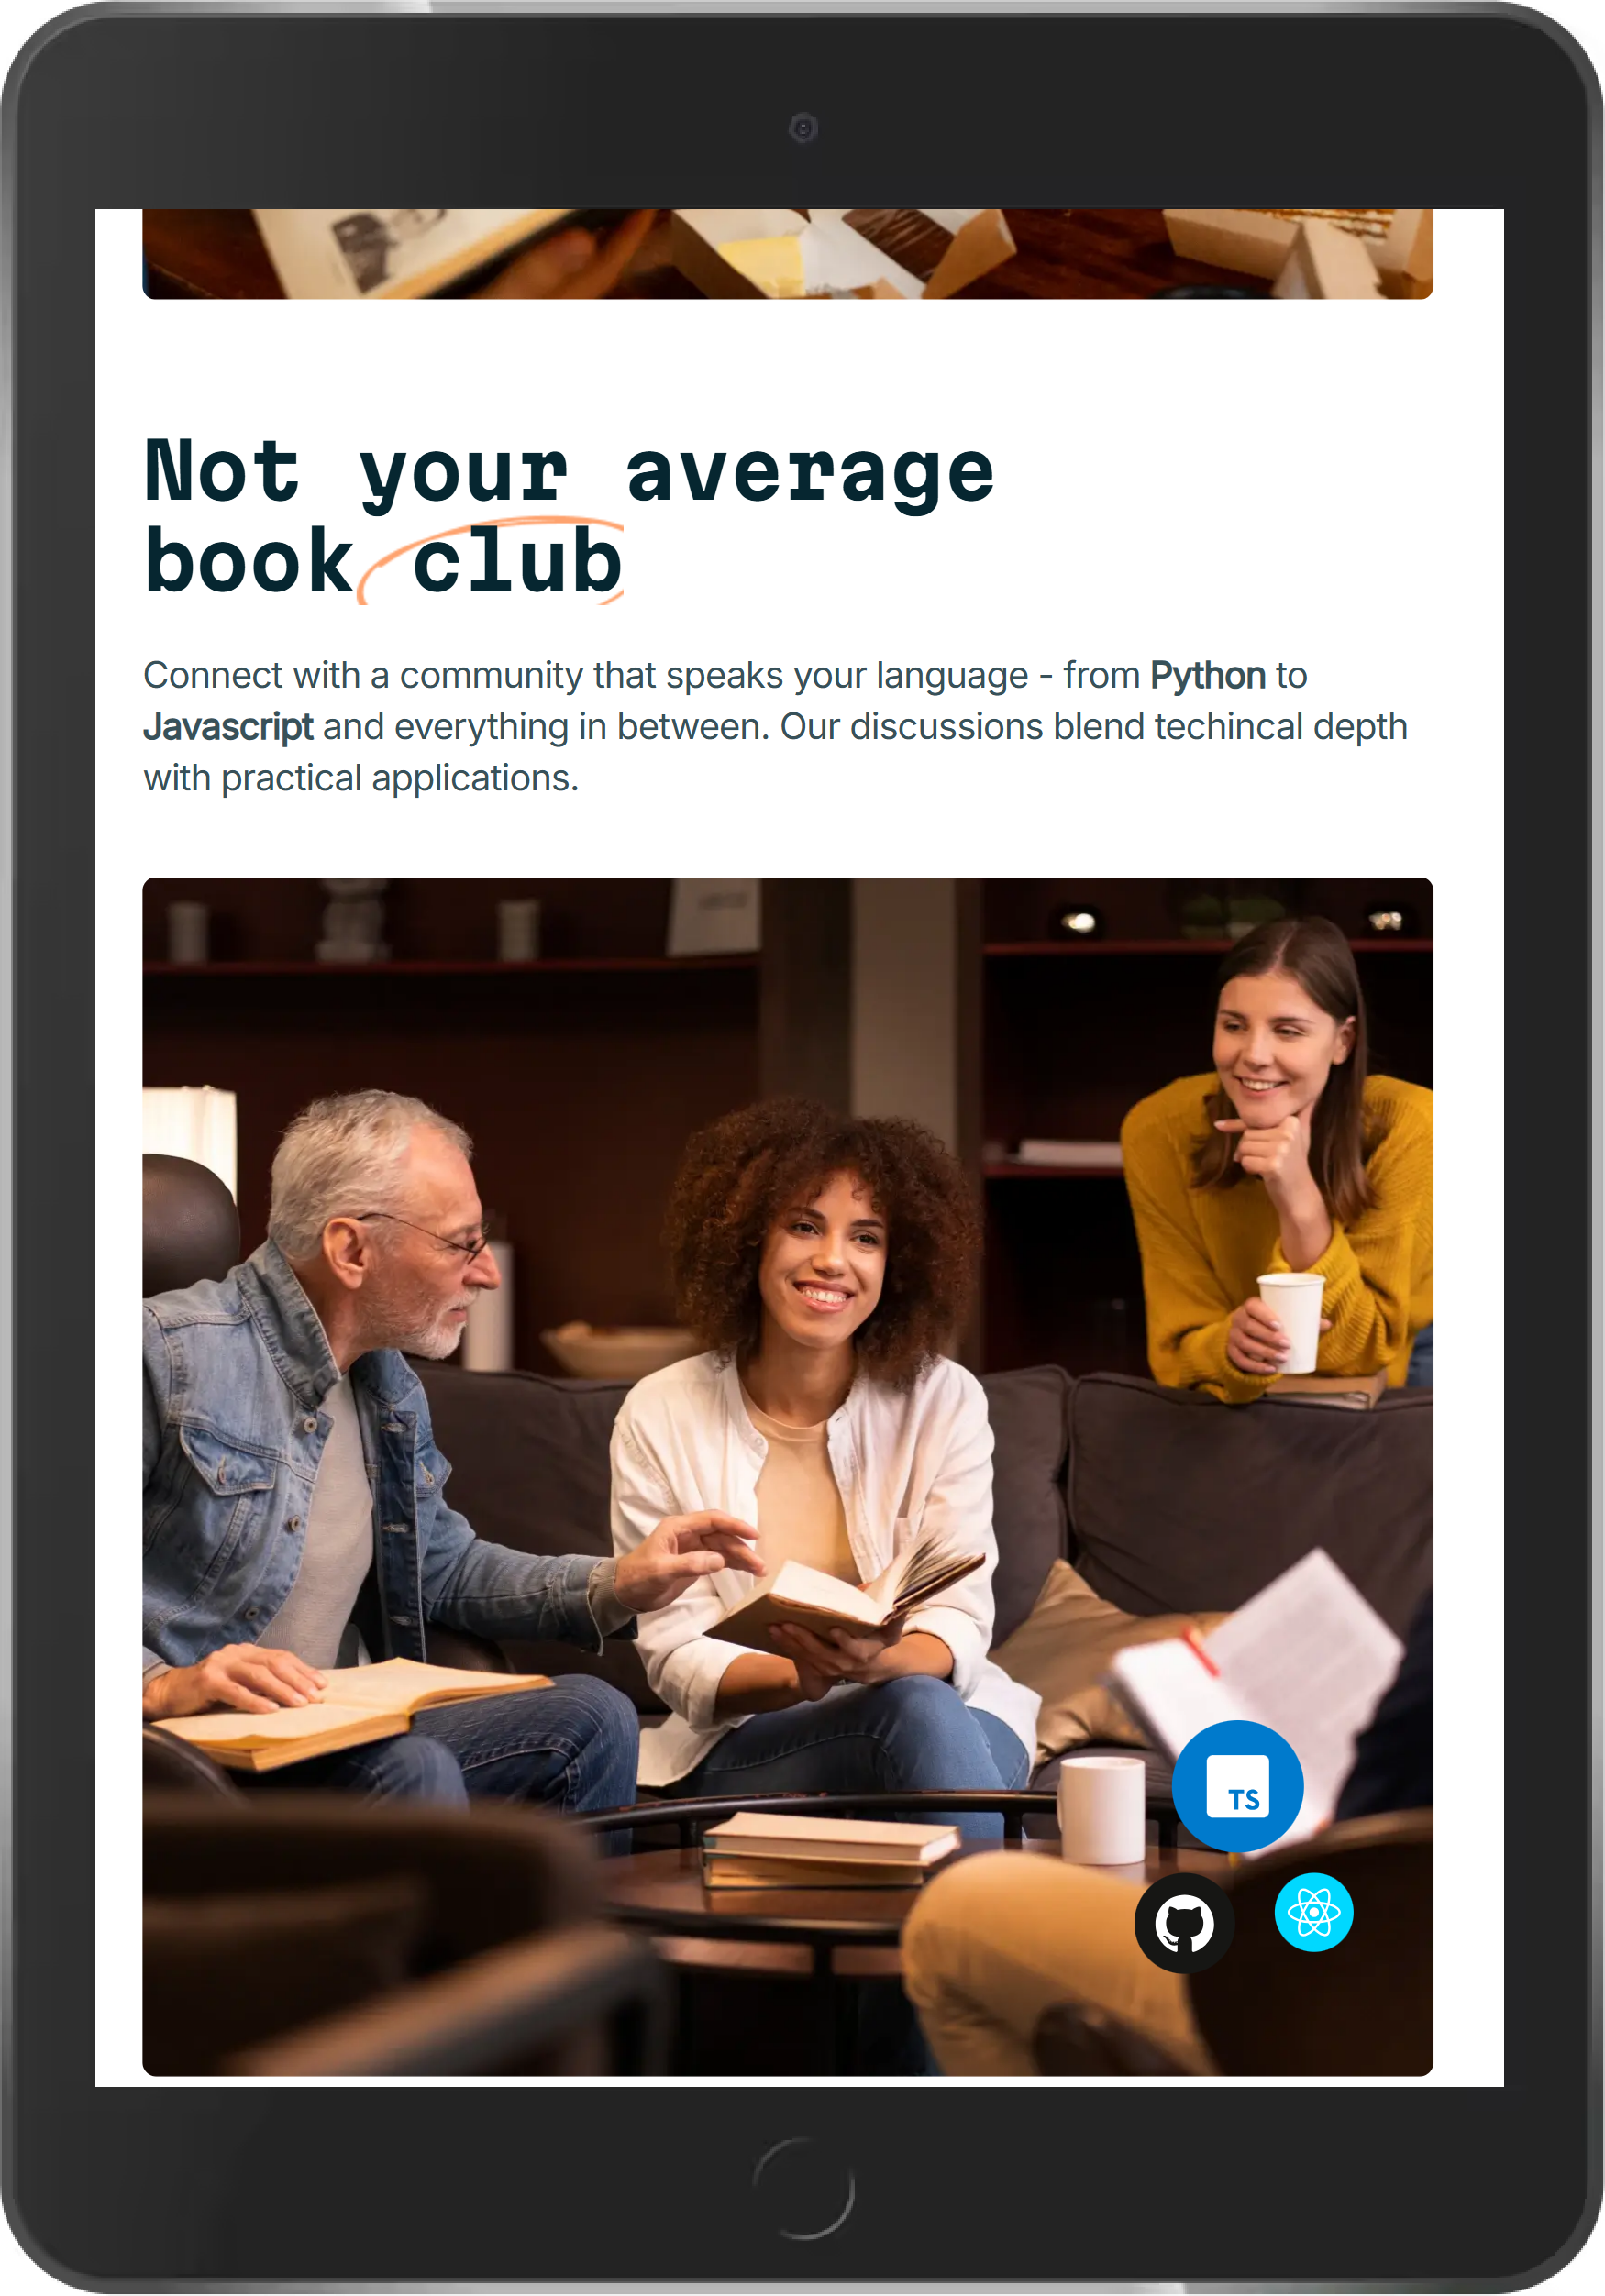 Not your average
book club
Connect with a community that speaks your language - from Python to
Javascript and everything in between. Our discussions blend techincal depth
with practical applications.
TS